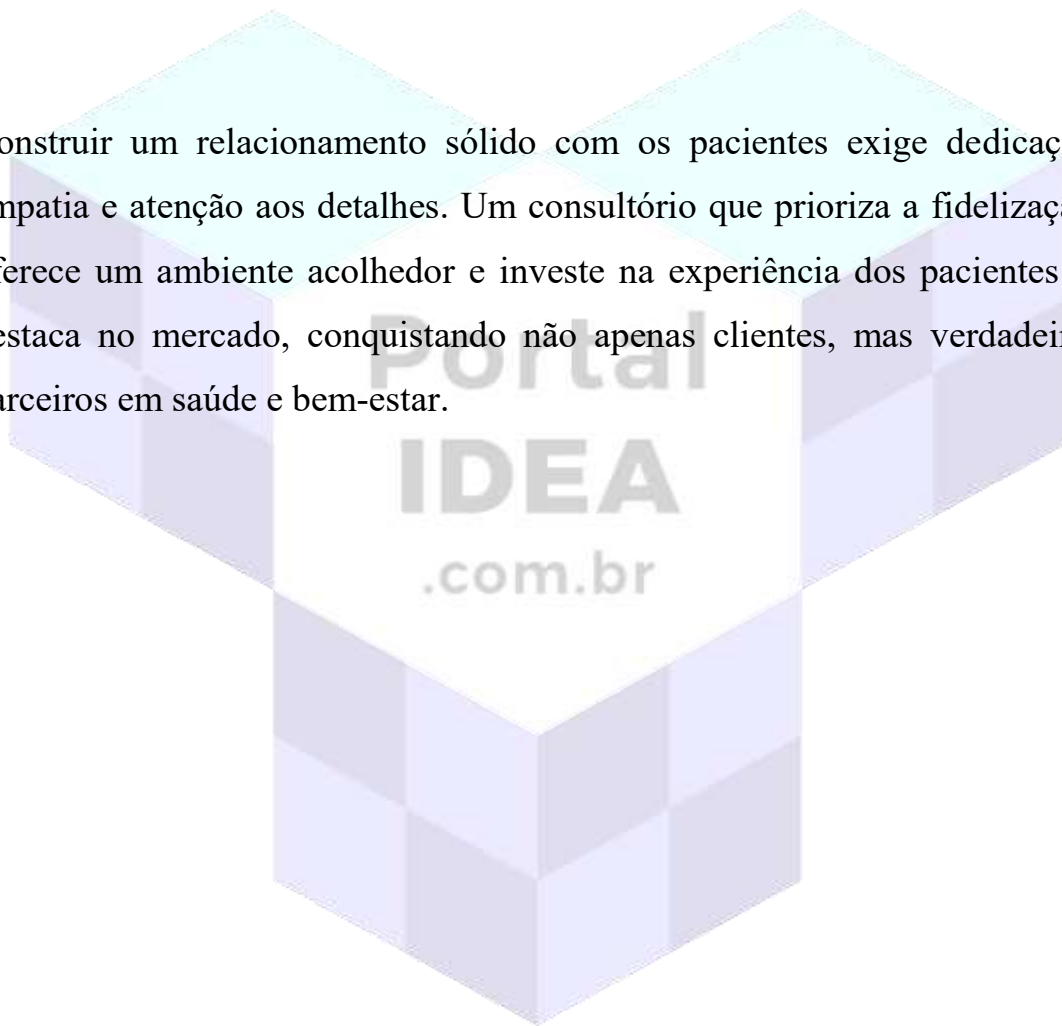 onstruir um relacionamento sólido com os pacientes exige dedicaç
mpatia e atenção aos detalhes. Um consultório que prioriza a fidelizaç
ferece um ambiente acolhedor e investe na experiência dos pacientes
estaca no mercado, conquistando não apenas clientes, mas verdadei
arceiros em saúde e bem-estar.
Portal
IDEA
.com.br